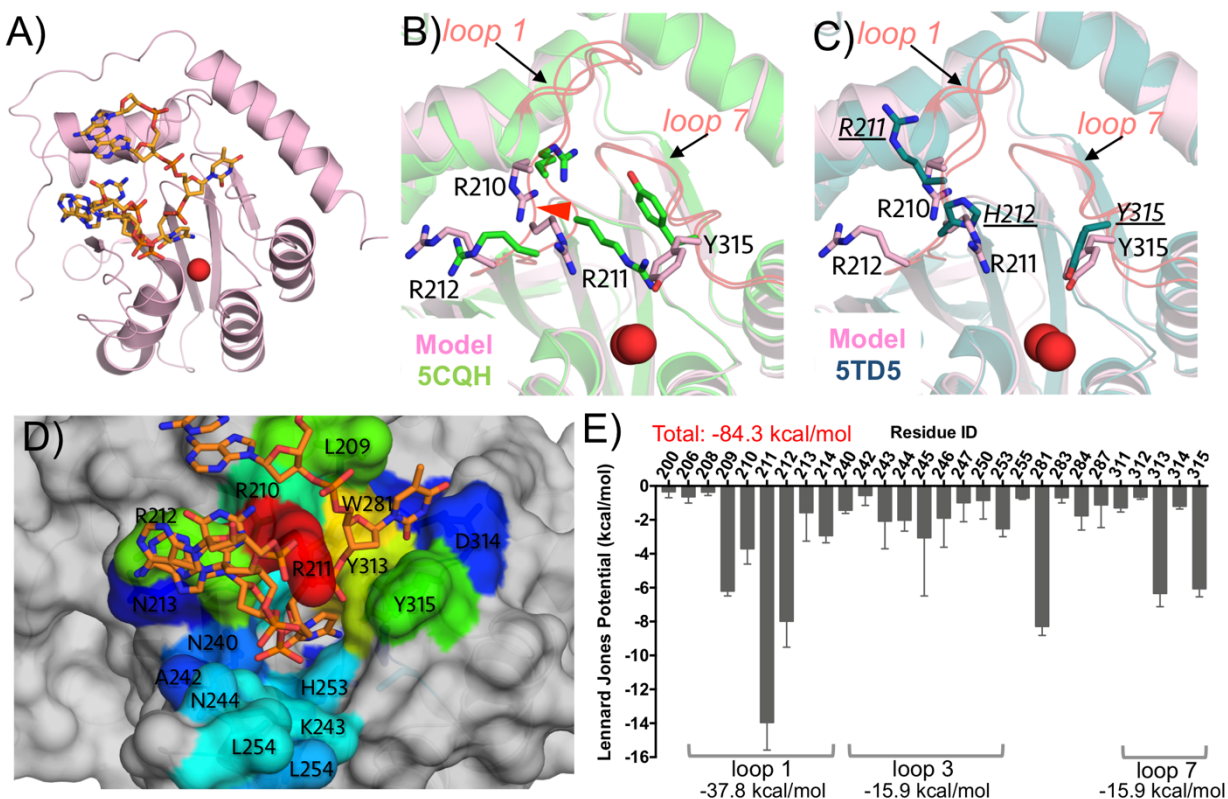 A)
B)
loop 1
loop 7
R210
R212
R211
Y315
Model
5CQH
C)
loop 1
loop 7
R211
R210
H212
Y315
Y315
R212
R211
Model
5TD5
D)
L209
R210
W281
R212
D314
R211
Y313
N213
Y315
N240
A242
H253
N244
K243
L254
L254
E)
Total: -84.3 kcal/mol
Residue ID
200 206 208 209 210 211 212 213 214 240 242 243 244 245 246 247 250 253 255 281 283 284 287 311 312 313 314 315
Lennard Jones Potential (kcal/mol)
0
-2
-4
-6
-8
-10
-12
-14
-16
loop 1
-37.8 kcal/mol
loop 3
-15.9 kcal/mol
loop 7
-15.9 kcal/mol